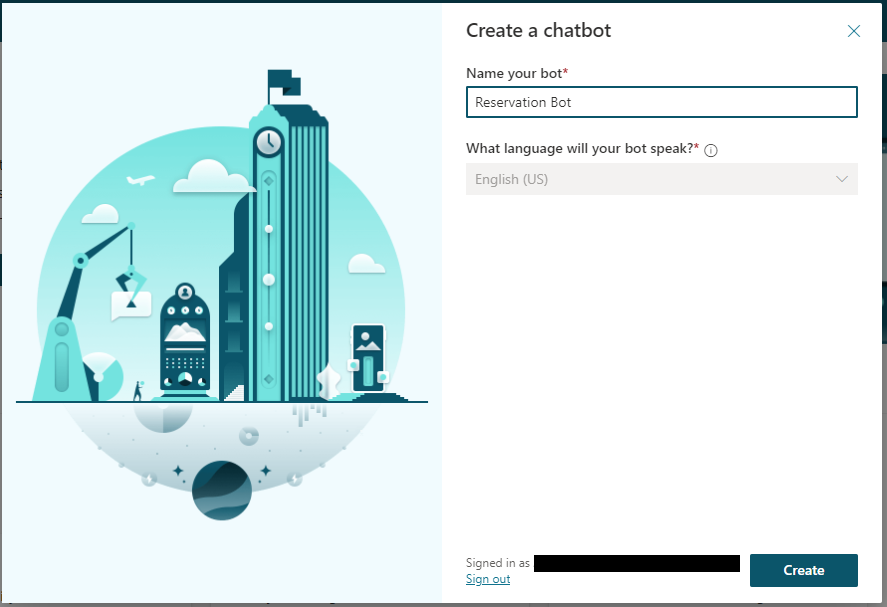 Create a chatbot
Name your bot*
Reservation Bot
What language will your bot speak?*
English (US)
Signed in as
Sign out
Create